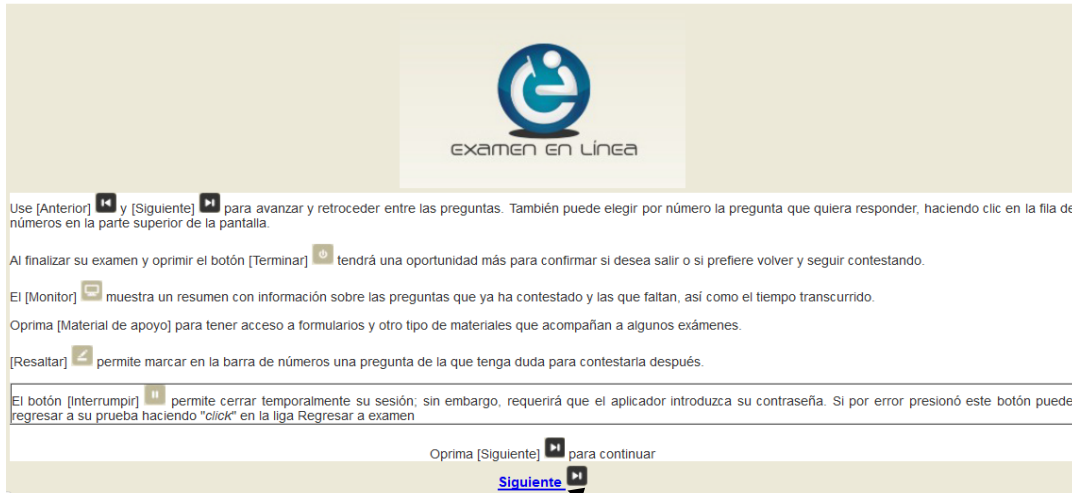 examen en Línea
Use [Anterior] y [Siguiente] para avanzar y retroceder entre las preguntas. También puede elegir por número la pregunta que quiera responder, haciendo clic en la fila de
números en la parte superior de la pantalla.
Al finalizar su examen y oprimir el botón [Terminar] tendrá una oportunidad más para confirmar si desea salir o si prefiere volver y seguir contestando.
El [Monitor] muestra un resumen con información sobre las preguntas que ya ha contestado y las que faltan, así como el tiempo transcurrido.
Oprima [Material de apoyo] para tener acceso a formularios y otro tipo de materiales que acompañan a algunos exámenes.
[Resaltar] permite marcar en la barra de números una pregunta de la que tenga duda para contestarla después.
El botón [Interrumpir] permite cerrar temporalmente su sesión; sin embargo, requerirá que el aplicador introduzca su contraseña. Si por error presionó este botón puede
regresar a su prueba haciendo "click" en la liga Regresar a examen
Oprima [Siguiente] para continuar
Siguiente